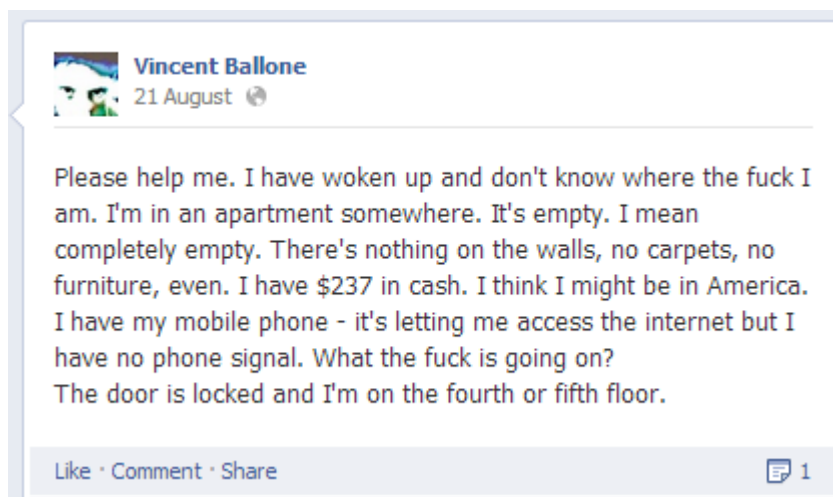 Vincent Ballone
21 August
Please help me. I have woken up and don't know where the fuck I
am. I'm in an apartment somewhere. It's empty. I mean
completely empty. There's nothing on the walls, no carpets, no
furniture, even. I have $237 in cash. I think I might be in America.
I have my mobile phone - it's letting me access the internet but I
have no phone signal. What the fuck is going on?
The door is locked and I'm on the fourth or fifth floor.
Like · Comment · Share 1